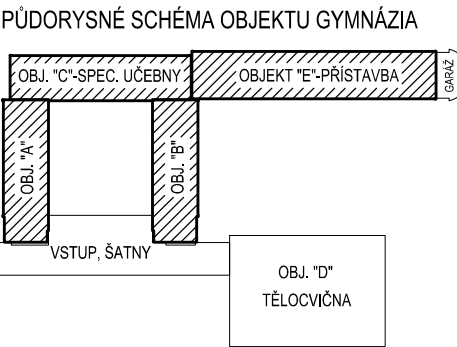 PŮDORYSNÉ SCHÉMA OBJEKTU GYMNÁZIA
OBJ. "C"-SPEC. UČEBNY
OBJEKT "E"-PŘÍSTAVBA
GARÁŽ
OBJ. "A"
OBJ. "B"
VSTUP, ŠATNY
OBJ. "D"
TĚLOCVIČNA